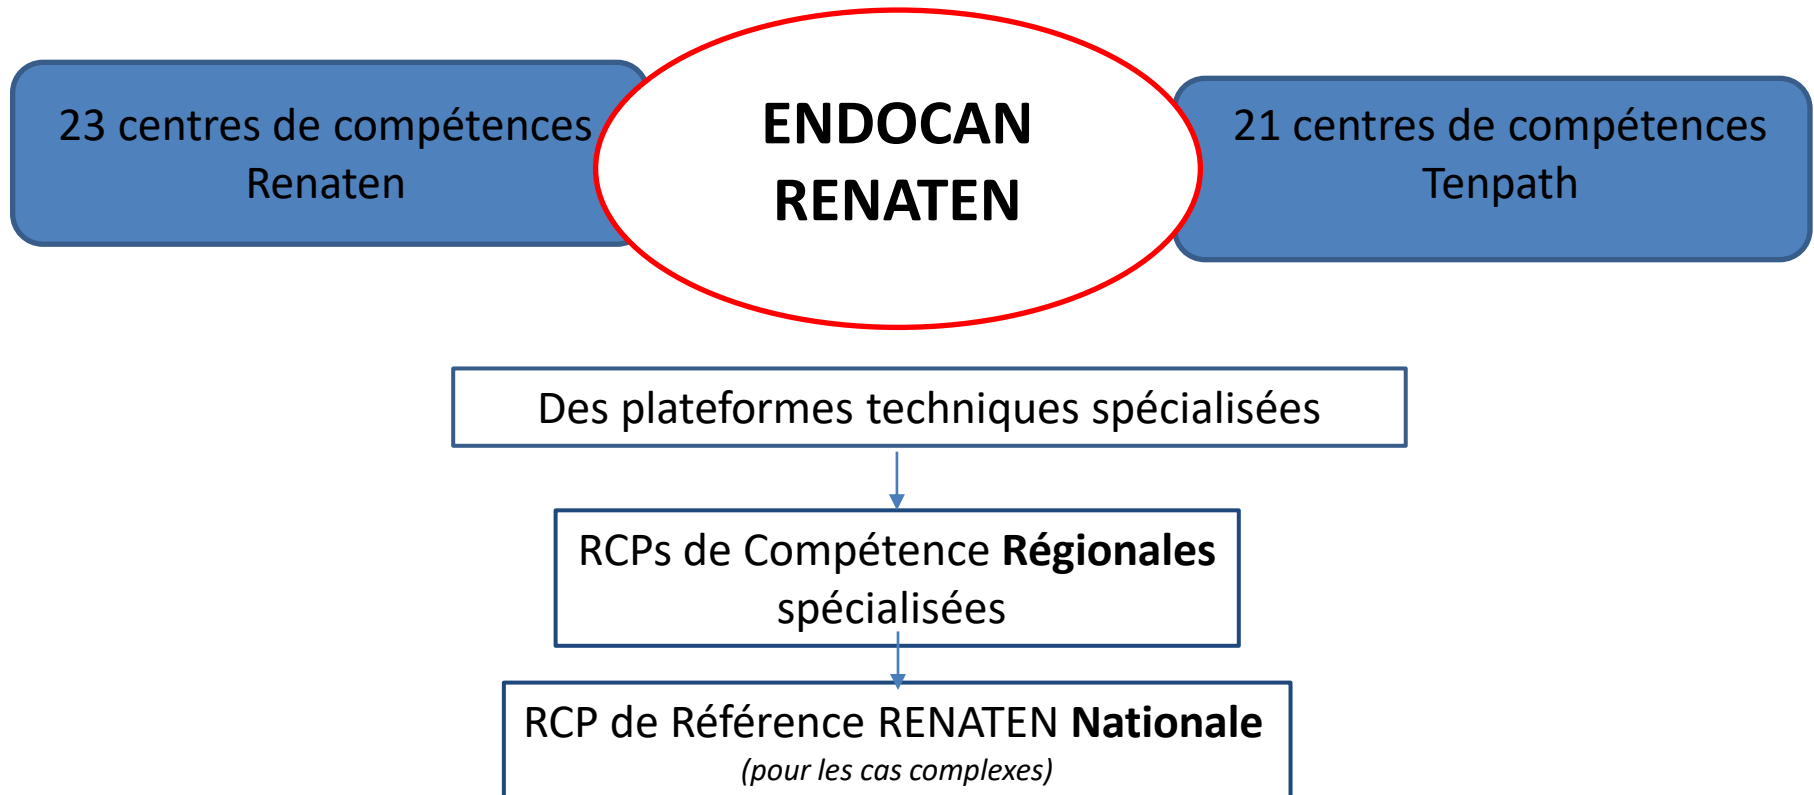 23 centres de compétences
Renaten
ENDOCAN
RENATEN
21 centres de compétences
Tenpath
Des plateformes techniques spécialisées
RCPs de Compétence Régionales
spécialisées
RCP de Référence RENATEN Nationale
(pour les cas complexes)